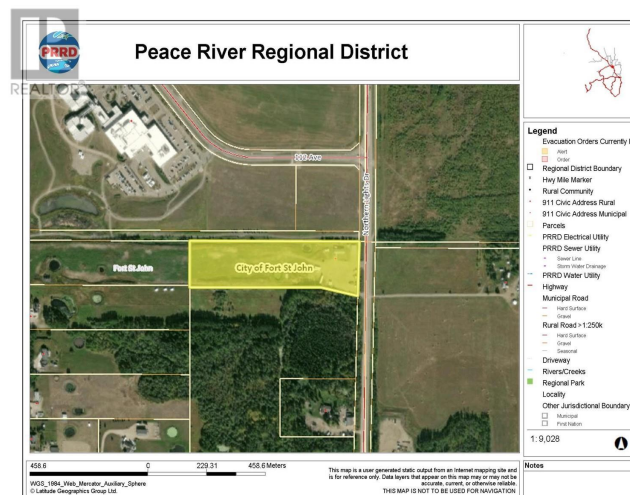 PRRD
REALTOR
Peace River Regional District
112 Ave
Northern Lights Dr
Fort St John
City of Fort St John
Legend
Evacuation Orders Currently
Alert
Order
Regional District Boundary
Hwy Mile Marker
Rural Community
911 Civic Address Rural
911 Civic Address Municipal
Parcels
PRRD Electrical Utility
PRRD Sewer Utility
Sewer Line
Storm Water Drainage
PRRD Water Utility
Highway
Municipal Road
Hard Surface
Gravel
Rural Road >1:250k
Hard Surface
Gravel
Seasonal
Driveway
Rivers/Creeks
Regional Park
Locality
Other Jurisdictional Boundary
Municipal
First Nation
1: 9,028
Notes
458.6 0 229.31 458.6 Meters
WGS_1984_Web_Mercator_Auxiliary_Sphere
© Latitude Geographics Group Ltd.
This map is a user generated static output from an Internet mapping site and
is for reference only. Data layers that appear on this map may or may not be
accurate, current, or otherwise reliable.
THIS MAP IS NOT TO BE USED FOR NAVIGATION